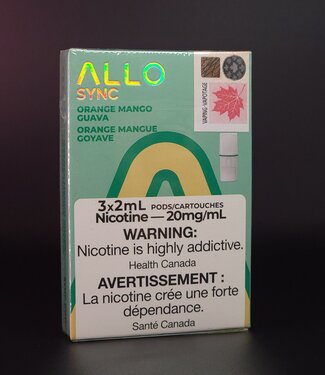 ALLO
SYNC
ORANGE MANGO
GUAVA
ORANGE MANGUE
GOYAVE
VAPING•VAPOTAGE
3x2mL PODS/CARTOUCHES
Nicotine — 20mg/mL
WARNING:
Nicotine is highly addictive.
Health Canada
AVERTISSEMENT :
La nicotine crée une forte
dépendance.
Santé Canada